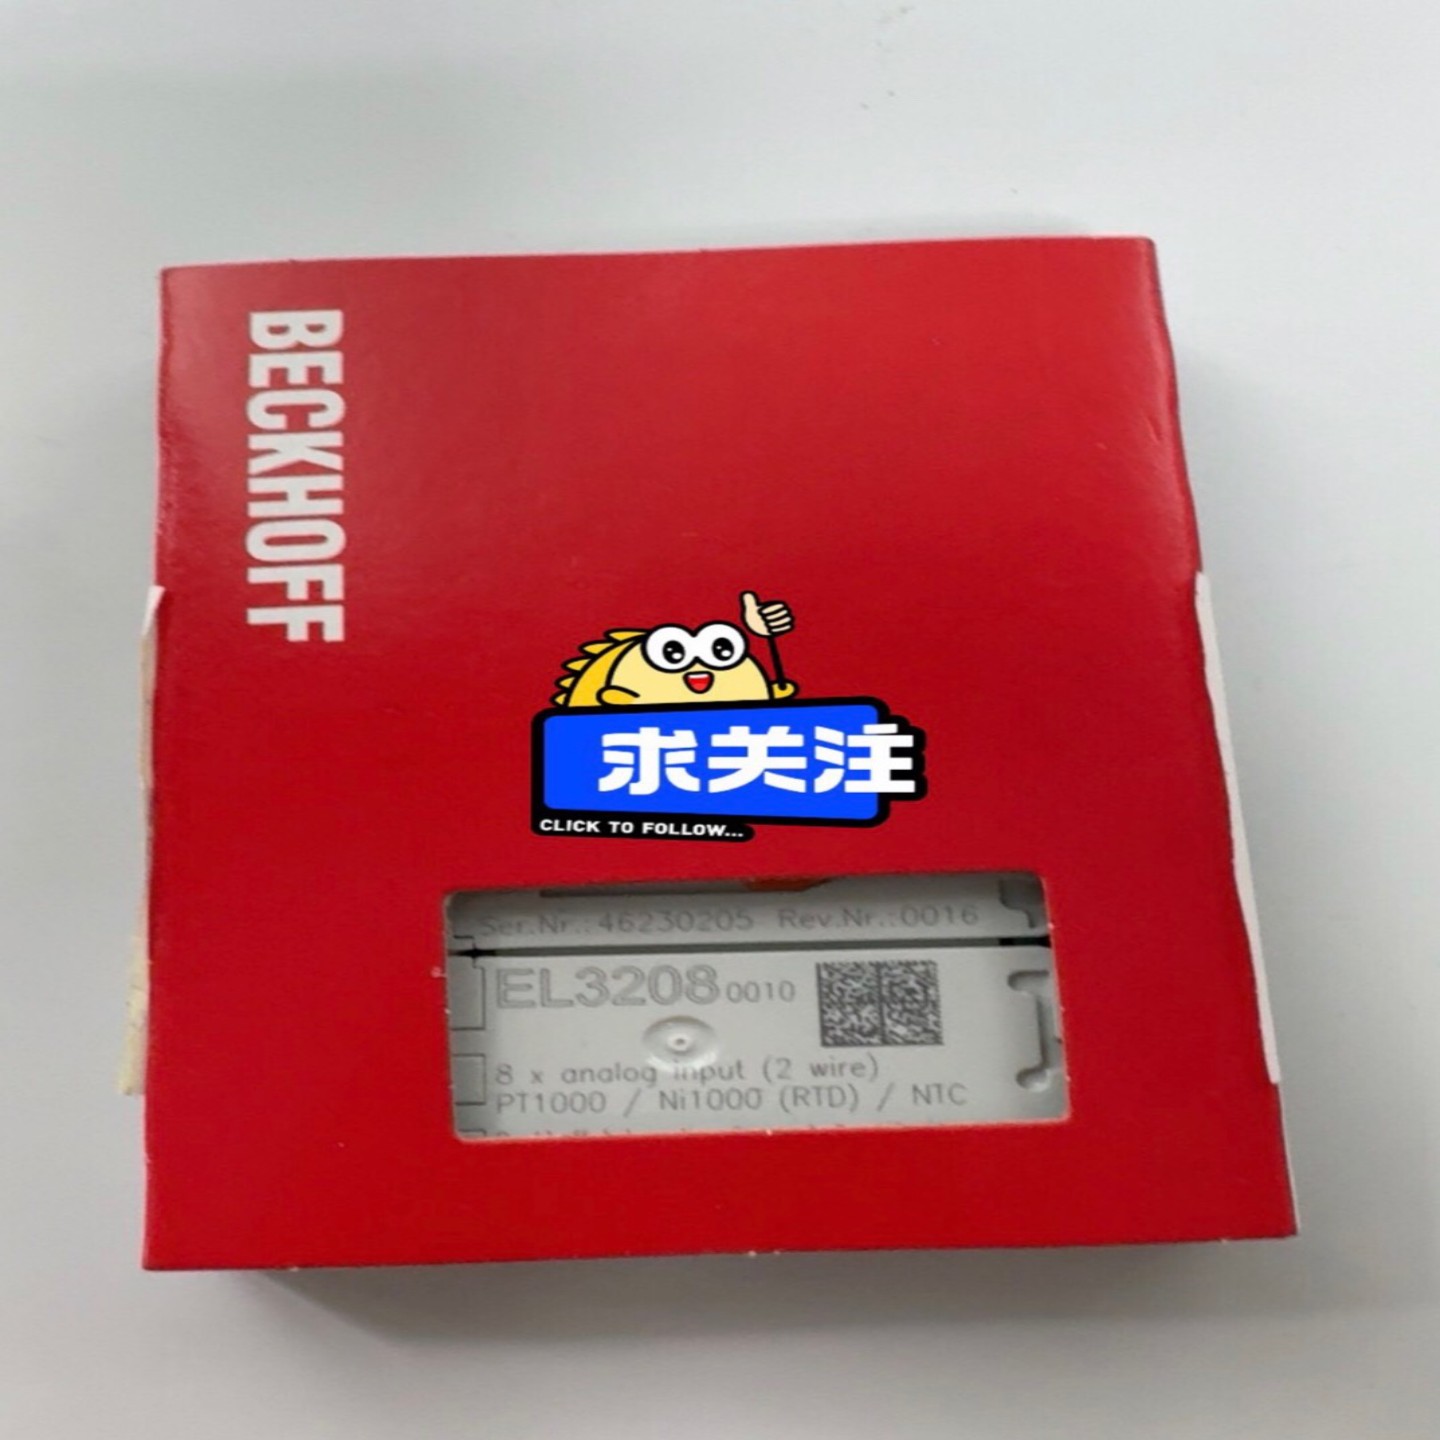 BECKHOFF
求关注
CLICK TO FOLLOW...
Ser.Nr.: 46230205 Rev.Nr.:0016
EL3208 0010
8 x analog input (2 wire)
PT1000 / Ni1000 (RTD) / NTC